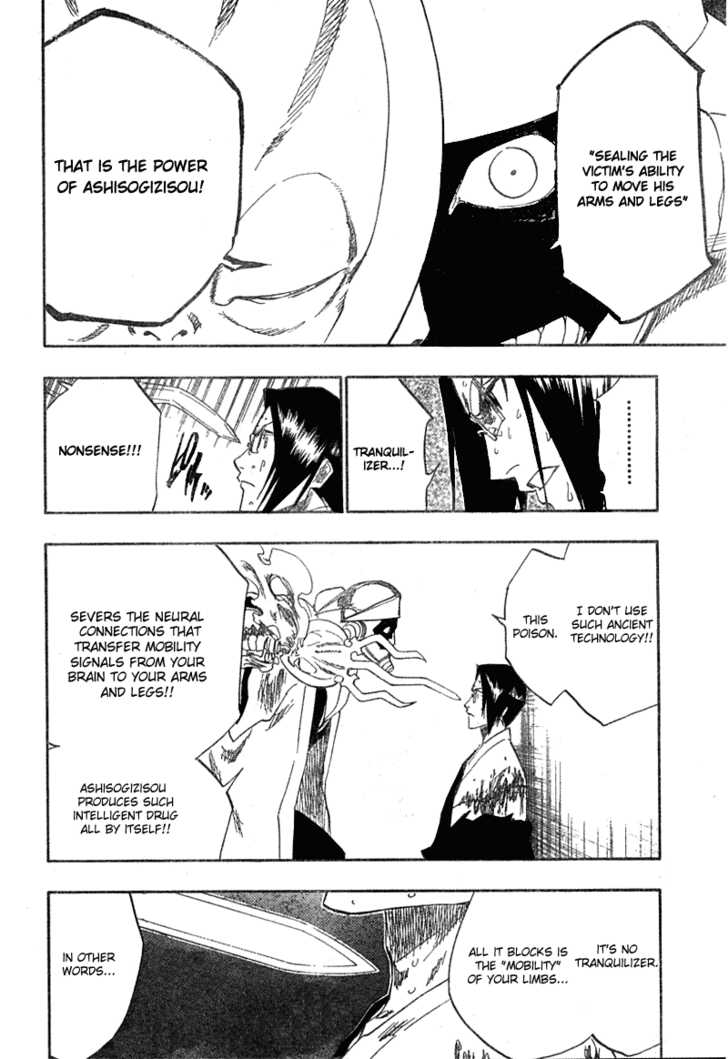 "SEALING THE
VICTIM'S ABILITY
TO MOVE HIS
ARMS AND LEGS"
THAT IS THE POWER
OF ASHISOGIZISOU!
..........
TRANQUIL-
IZER...!
NONSENSE!!!
I DON'T USE
SUCH ANCIENT
TECHNOLOGY!!
THIS
POISON.
SEVERS THE NEURAL
CONNECTIONS THAT
TRANSFER MOBILITY
SIGNALS FROM YOUR
BRAIN TO YOUR ARMS
AND LEGS!!
ASHISOGIZISOU
PRODUCES SUCH
INTELLIGENT DRUG
ALL BY ITSELF!!
IT'S NO
TRANQUILIZER.
ALL IT BLOCKS IS
THE "MOBILITY"
OF YOUR LIMBS...
IN OTHER
WORDS...